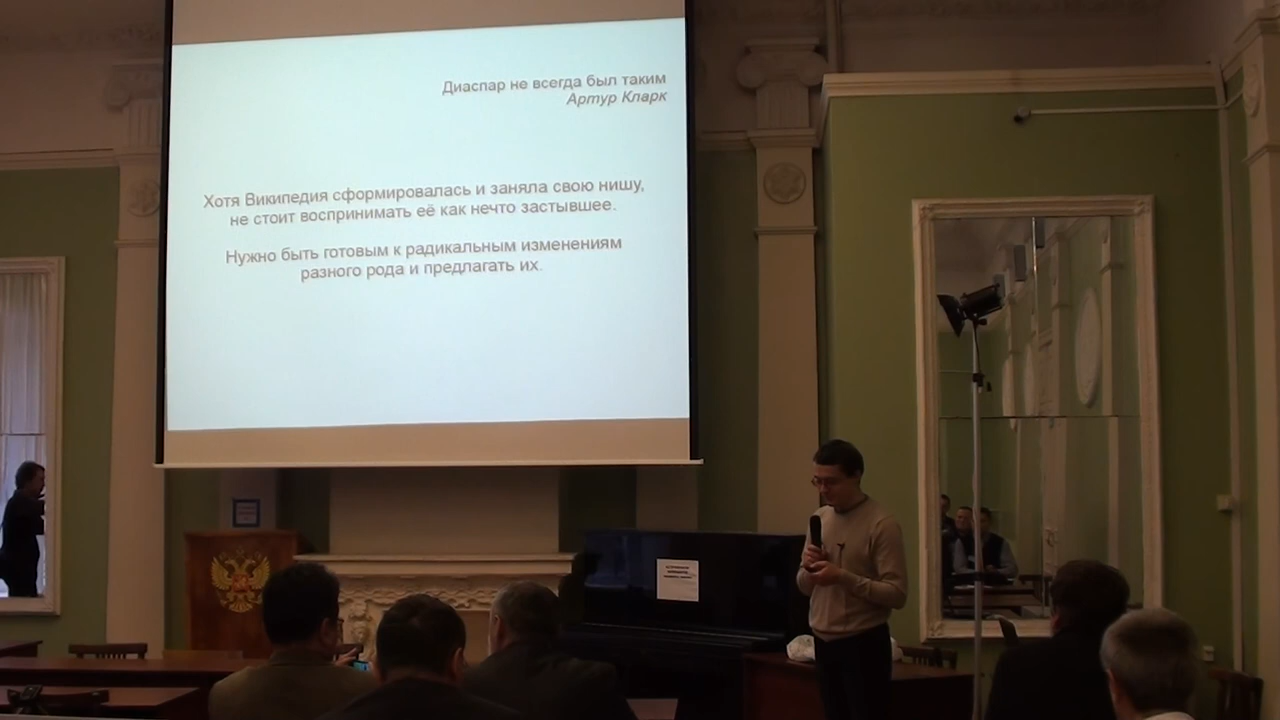 Диаспар не всегда был таким
Артур Кларк
Хотя Википедия сформировалась и заняла свою нишу,
не стоит воспринимать её как нечто застывшее.
Нужно быть готовым к радикальным изменениям
разного рода и предлагать их.